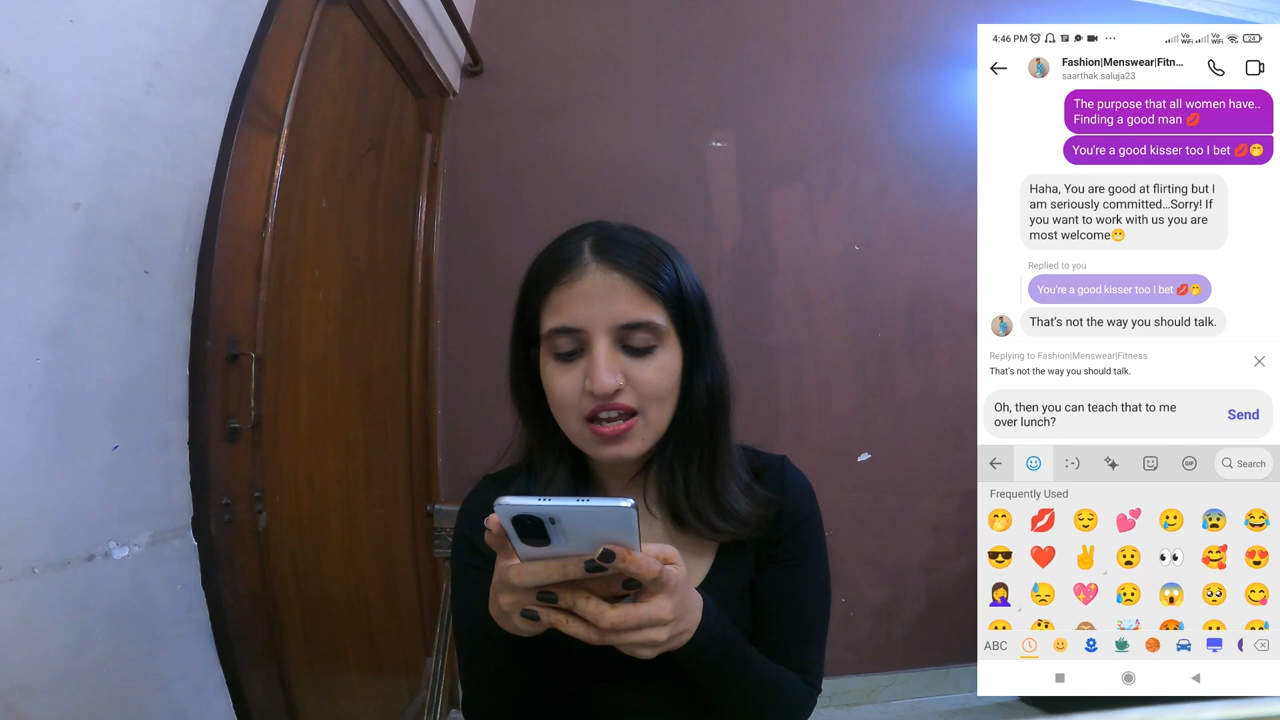 4:46 PM
24
Fashion|Menswear|Fitn...
saarthak.saluja23
The purpose that all women have..
Finding a good man 💋
You're a good kisser too I bet 💋🤭
Haha, You are good at flirting but I
am seriously committed...Sorry! If
you want to work with us you are
most welcome😬
Replied to you
You're a good kisser too I bet 💋🤭
That's not the way you should talk.
Replying to Fashion|Menswear|Fitness
That's not the way you should talk.
Oh, then you can teach that to me
over lunch?
Send
:-)
GIF
Search
Frequently Used
ABC